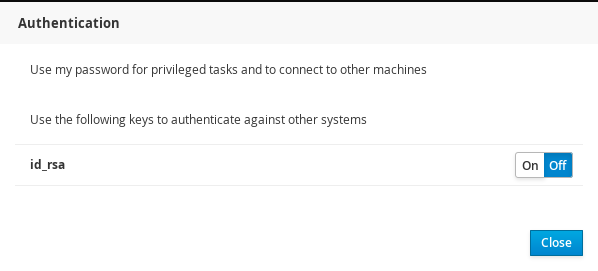 Authentication
Use my password for privileged tasks and to connect to other machines
Use the following keys to authenticate against other systems
id_rsa On Off
Close